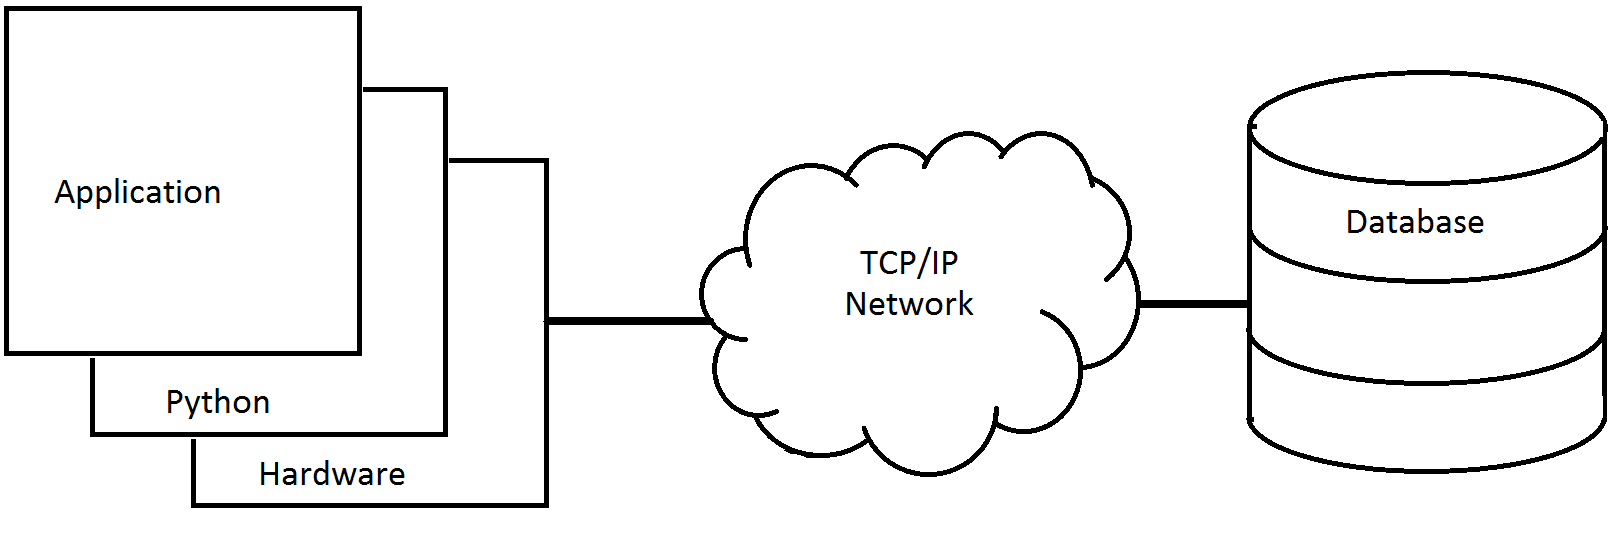 Application
Python
Hardware
TCP/IP
Network
Database